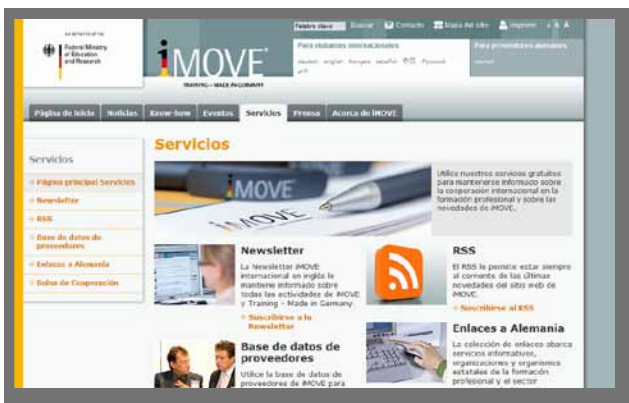 AN INITIATIVE OF THE
Federal Ministry
of Education
and Research
iMOVE
TRAINING – MADE IN GERMANY
Palabra clave Buscar Contacto Mapa del sitio Imprimir A A A
Para visitantes internacionales
english français español 中文 Русский
Para proveedores alemanes
Página de inicio Noticias Know-how Eventos Servicios Prensa Acerca de iMOVE
Servicios
Página principal Servicios
Newsletter
RSS
Base de datos de
proveedores
Enlaces a Alemania
Bolsa de Cooperación
Servicios
iMOVE
iMOVE
Utilice nuestros servicios gratuitos
para mantenerse informado sobre
la cooperación internacional en la
formación profesional y sobre las
novedades de iMOVE.
Newsletter
La Newsletter iMOVE
internacional en inglés le
mantiene informado sobre
todas las actividades de iMOVE
y Training - Made in Germany.
Suscribirse a la
Newsletter
RSS
El RSS le permite estar siempre
al corriente de las últimas
novedades del sitio web de
iMOVE.
Suscribirse al RSS
Base de datos de
proveedores
Utilice la base de datos de
proveedores de iMOVE para
Enlaces a Alemania
La colección de enlaces abarca
servicios informativos,
organizaciones y organismos
estatales de la formación
profesional y el sector